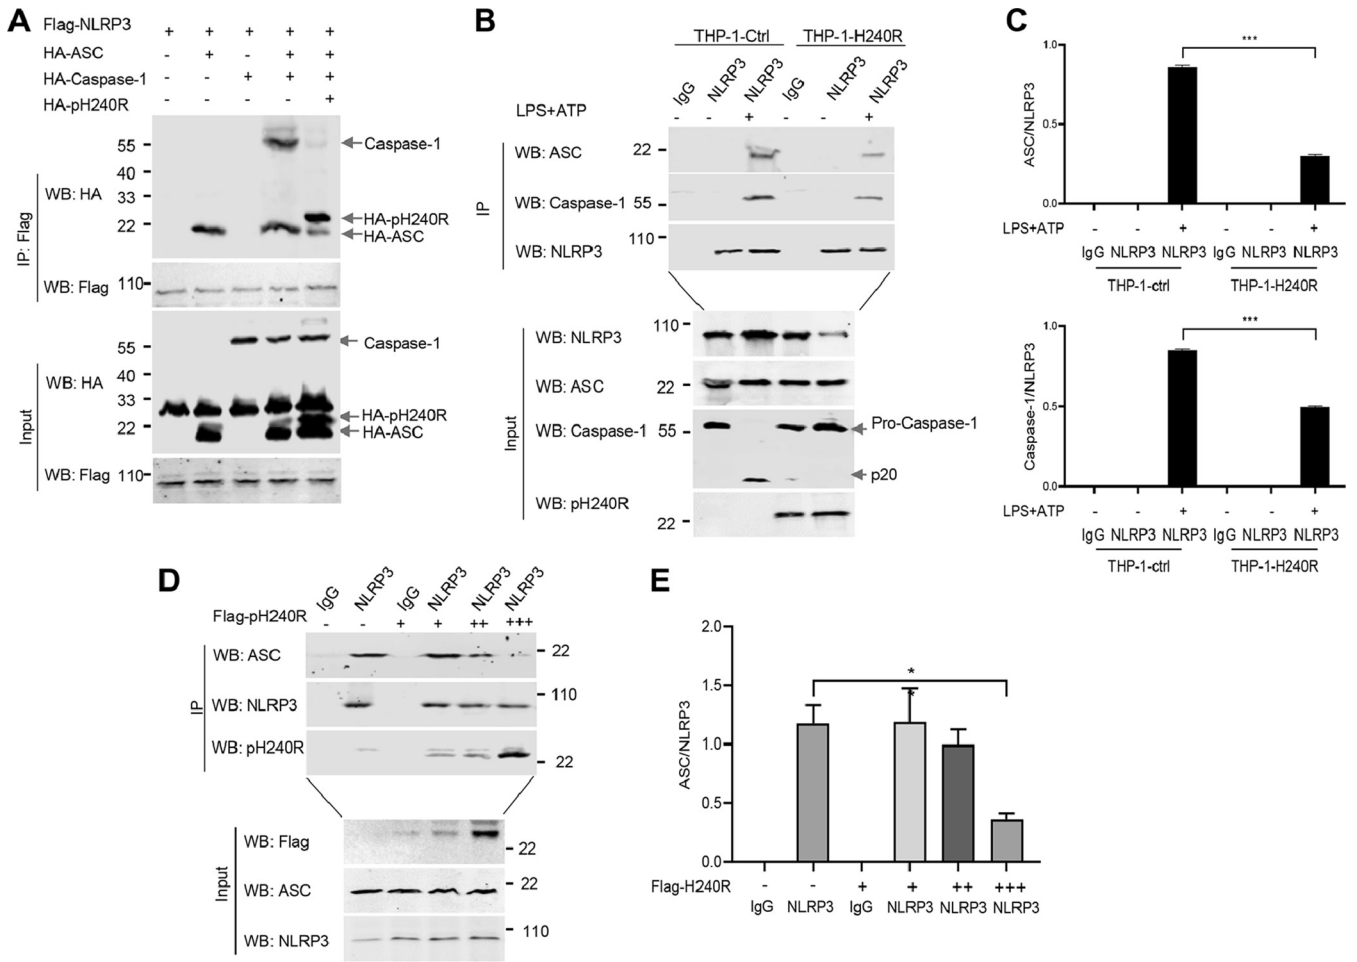 A
Flag-NLRP3 + + + + +
HA-ASC - + - + +
HA-Caspase-1 - - + + +
HA-pH240R - - - - +
IP: Flag
WB: HA
55
40
33
22
Caspase-1
HA-pH240R
HA-ASC
WB: Flag
110
Input
WB: HA
55
40
33
22
Caspase-1
HA-pH240R
HA-ASC
WB: Flag
110
B
THP-1-Ctrl THP-1-H240R
IgG NLRP3 NLRP3 IgG NLRP3 NLRP3
LPS+ATP - - + - - +
IP
WB: ASC 22
WB: Caspase-1 55
WB: NLRP3 110
Input
WB: NLRP3 110
WB: ASC 22
WB: Caspase-1 55
Pro-Caspase-1
p20
WB: pH240R
22
C
ASC/NLRP3
1.0
0.5
0.0
***
LPS+ATP - - + - - +
IgG NLRP3 NLRP3 IgG NLRP3 NLRP3
THP-1-ctrl THP-1-H240R
Caspase-1/NLRP3
1.0
0.5
0.0
***
LPS+ATP - - + - - +
IgG NLRP3 NLRP3 IgG NLRP3 NLRP3
THP-1-ctrl THP-1-H240R
D
IgG NLRP3 IgG NLRP3 NLRP3 NLRP3
Flag-pH240R - - + + ++ +++
IP
WB: ASC 22
WB: NLRP3 110
WB: pH240R 22
Input
WB: Flag 22
WB: ASC 22
WB: NLRP3 110
E
ASC/NLRP3
2.0
1.5
1.0
0.5
0.0
*
*
Flag-H240R - - + + ++ +++
IgG NLRP3 IgG NLRP3 NLRP3 NLRP3